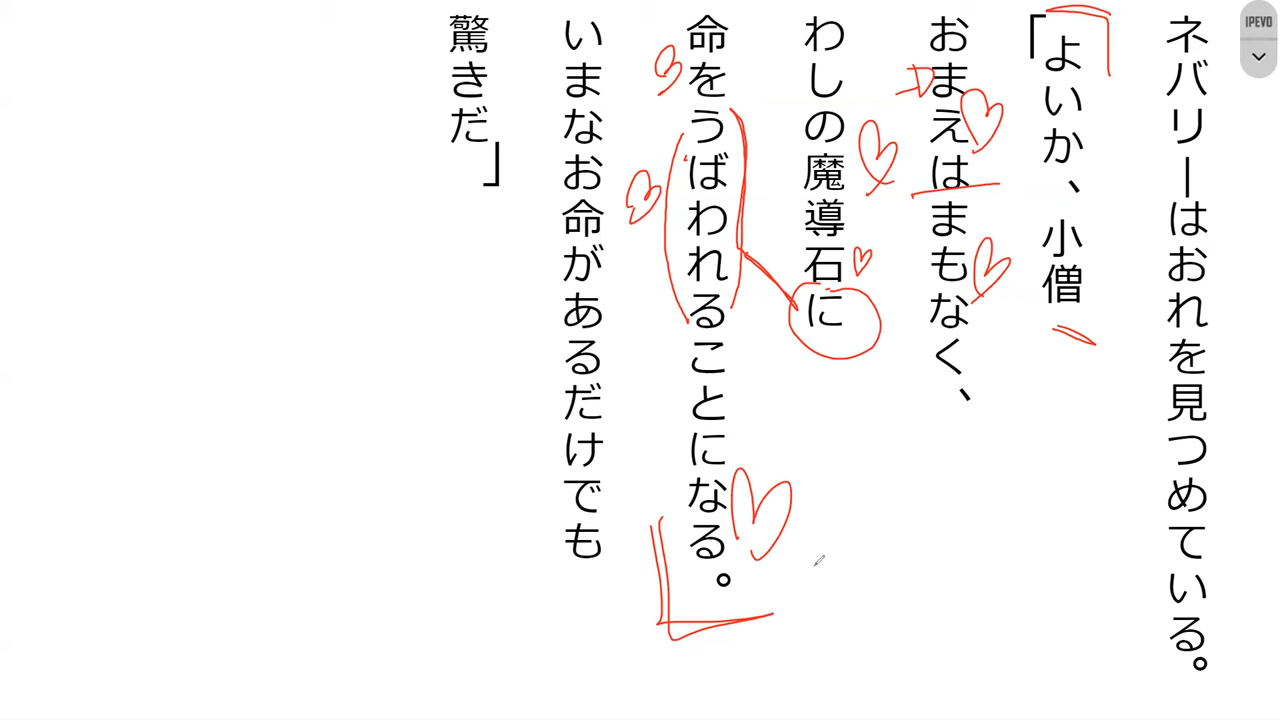 ネバリーはおれを見つめている。
「よいか、小僧
おまえはまもなく、
わしの魔導石に
命をうばわれることになる。
いまなお命があるだけでも
驚きだ」
IPEVO